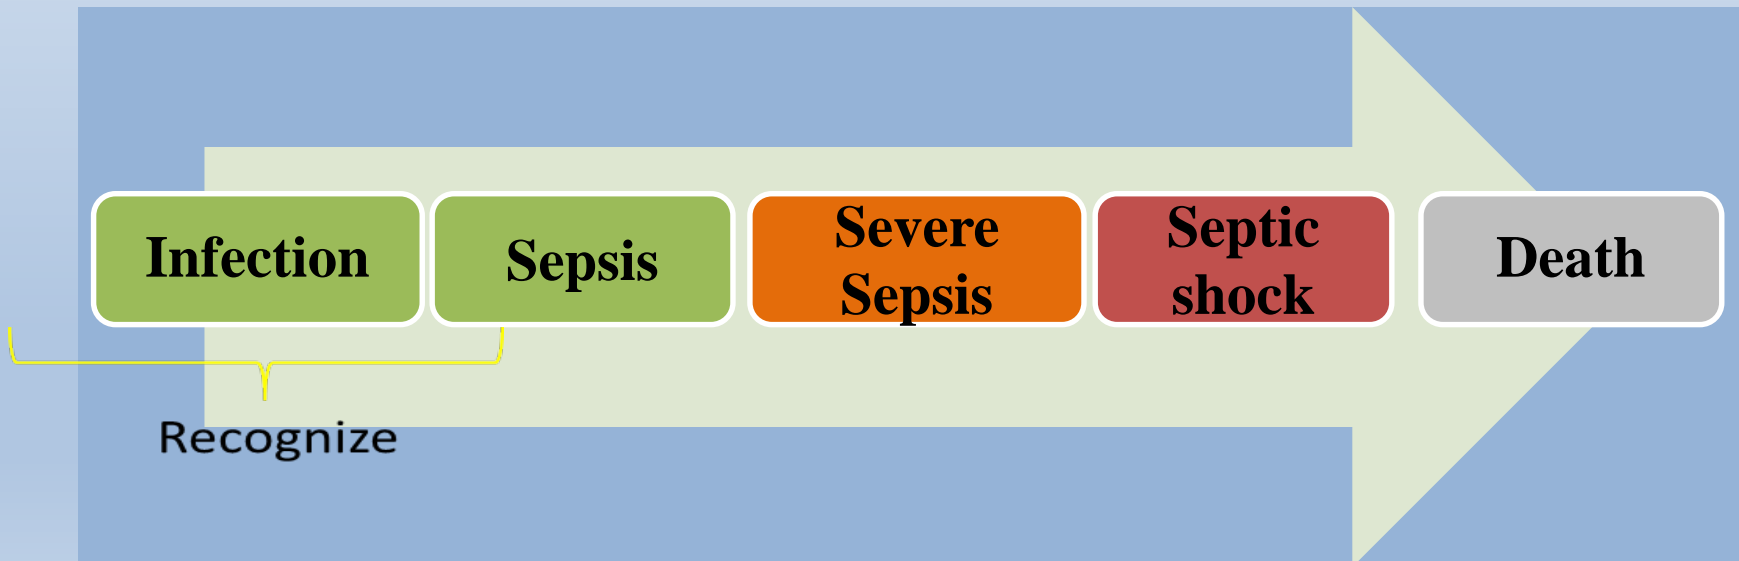 Infection
Sepsis
Severe
Sepsis
Septic
shock
Death
Recognize